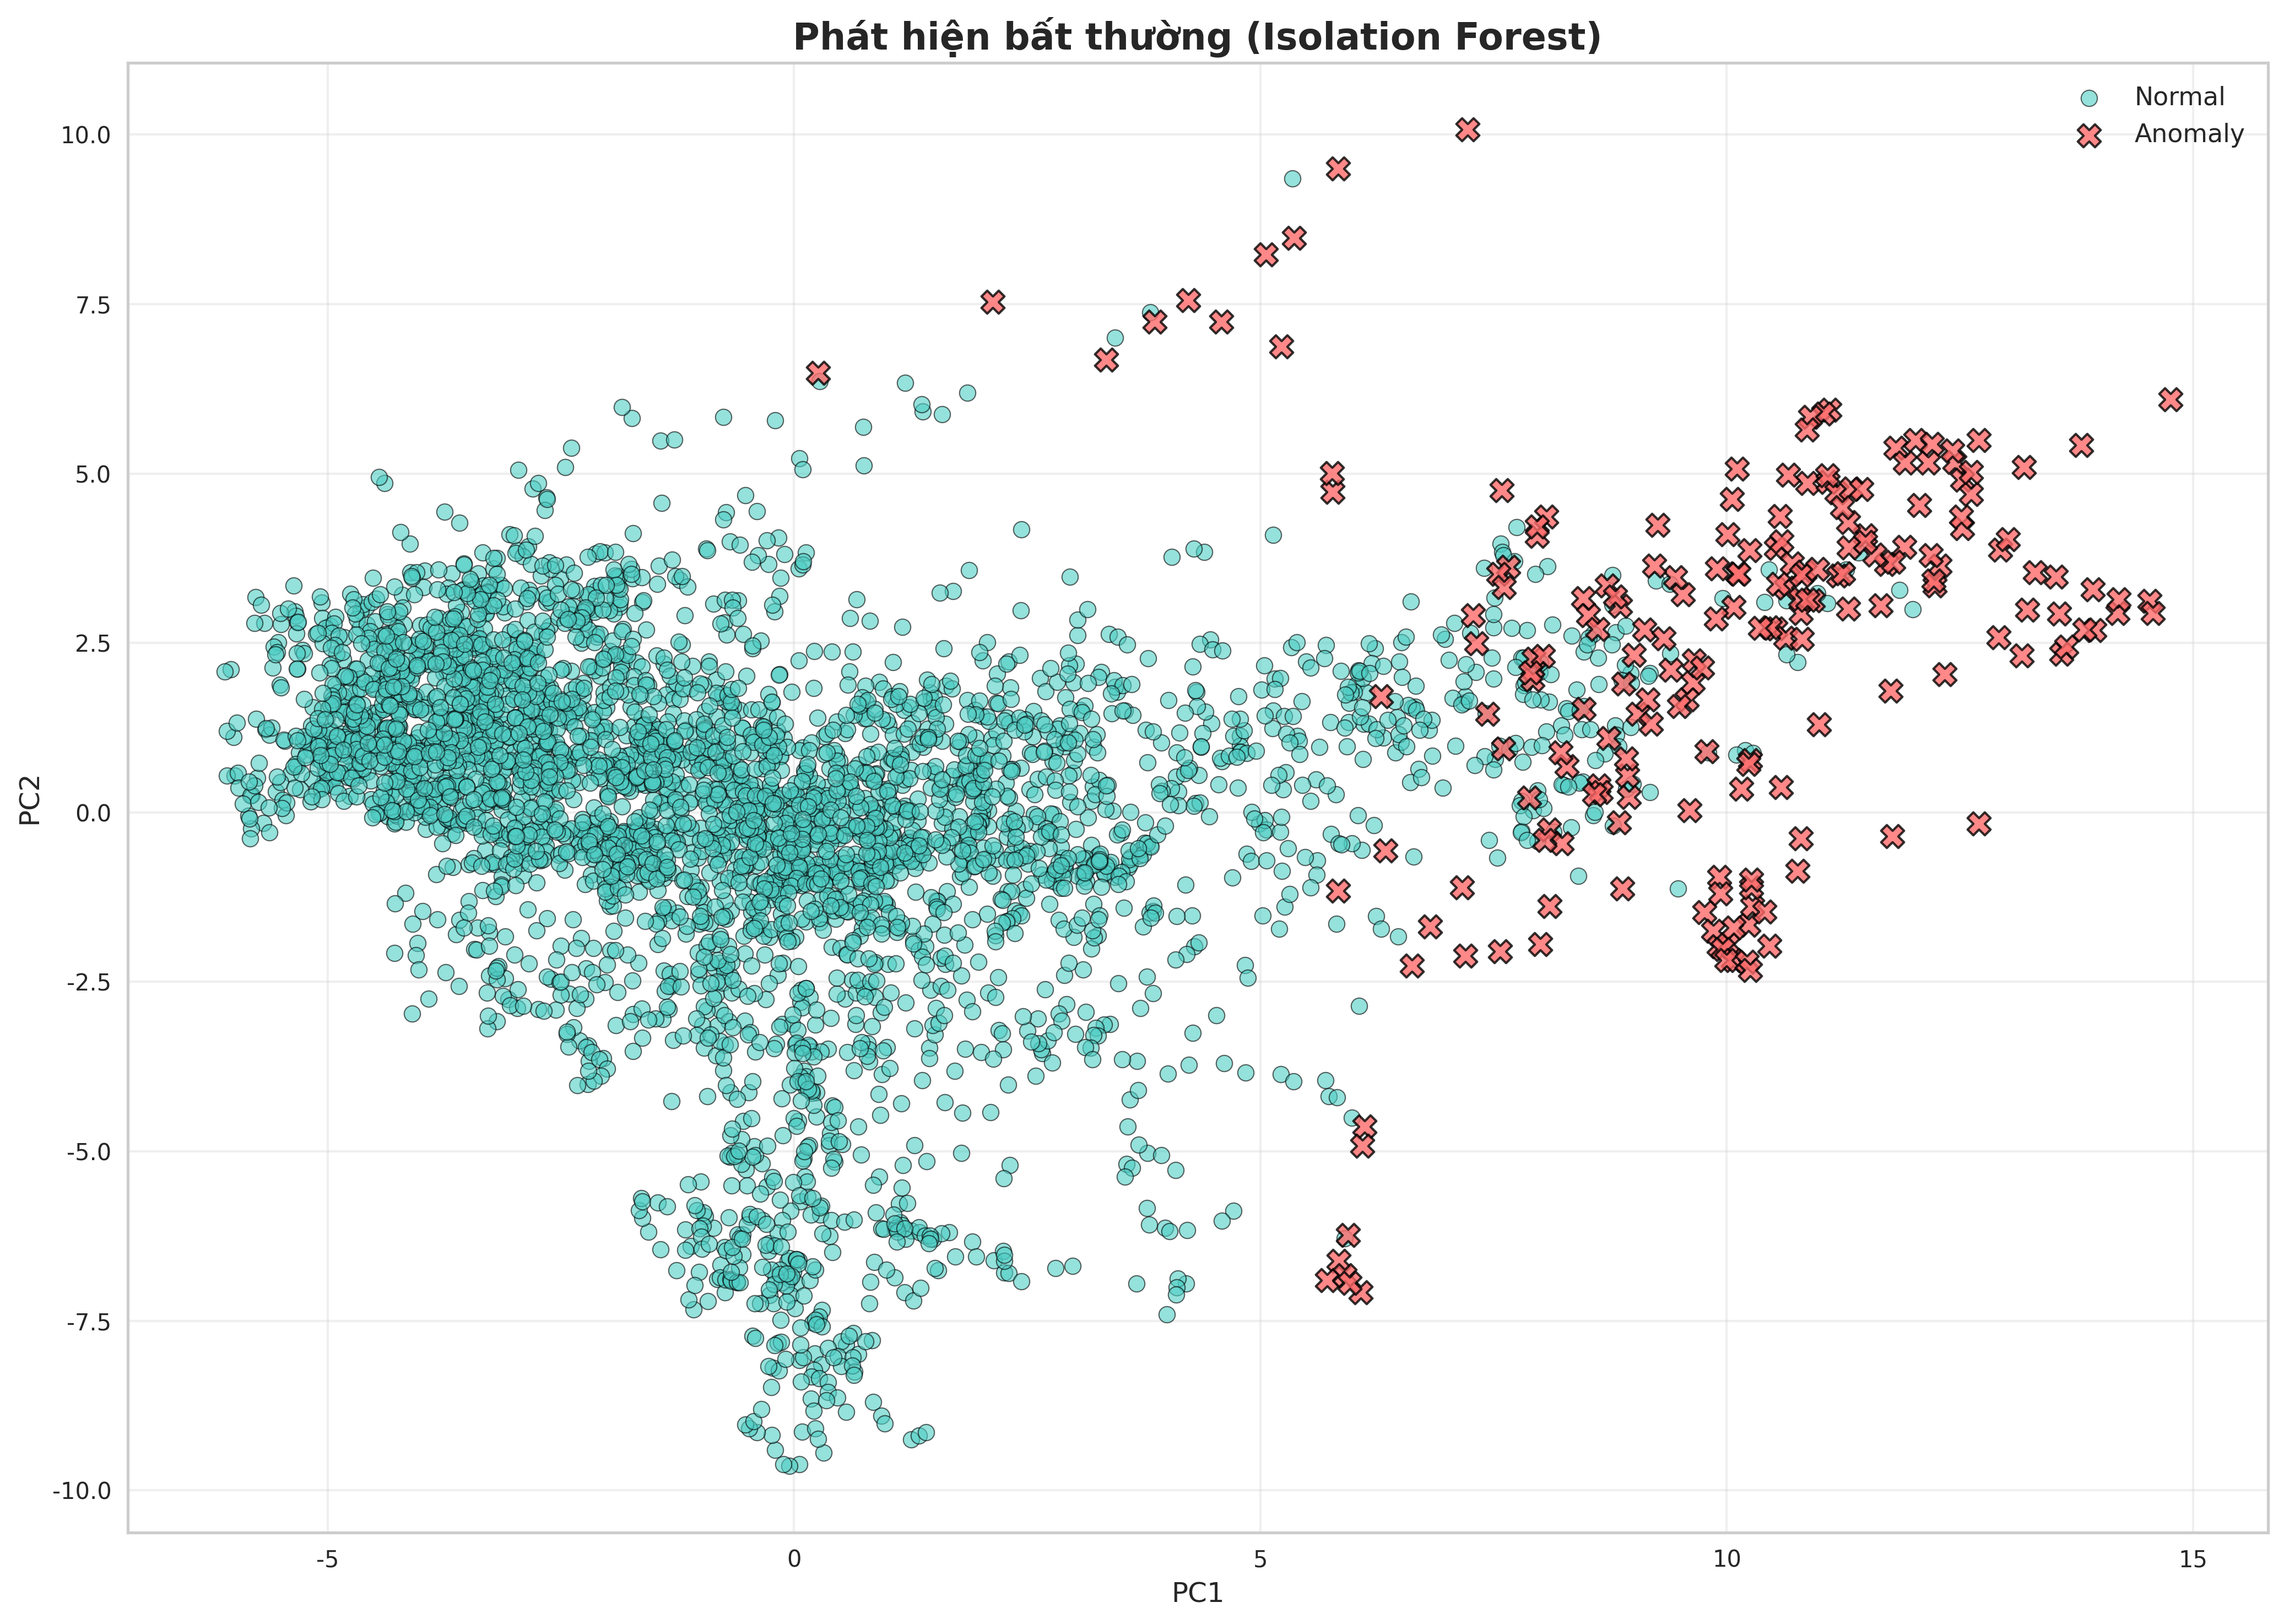 Phát hiện bất thường (Isolation Forest)
Normal
Anomaly
10.0
7.5
5.0
2.5
0.0
-2.5
-5.0
-7.5
-10.0
PC2
-5
0
5
10
15
PC1